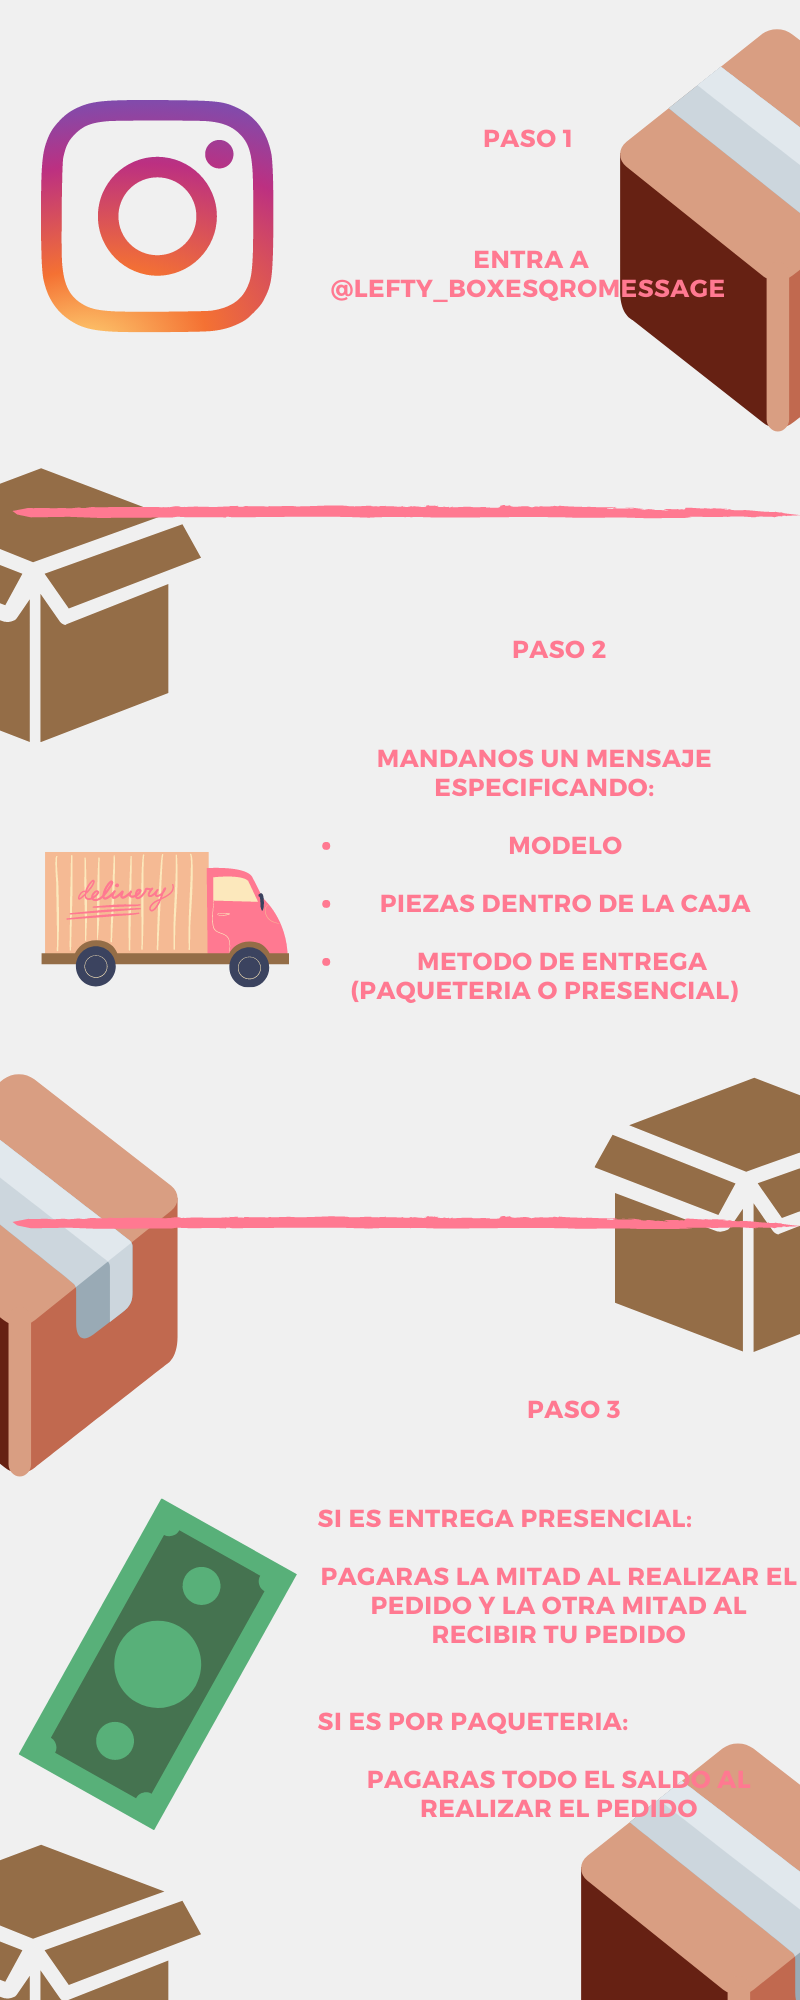 PASO 1
ENTRA A
@LEFTY_BOXESQROMESSAGE
PASO 2
MANDANOS UN MENSAJE
ESPECIFICANDO:
• MODELO
• PIEZAS DENTRO DE LA CAJA
• METODO DE ENTREGA
(PAQUETERIA O PRESENCIAL)
delivery
PASO 3
SI ES ENTREGA PRESENCIAL:
PAGARAS LA MITAD AL REALIZAR EL
PEDIDO Y LA OTRA MITAD AL
RECIBIR TU PEDIDO
SI ES POR PAQUETERIA:
PAGARAS TODO EL SALDO AL
REALIZAR EL PEDIDO